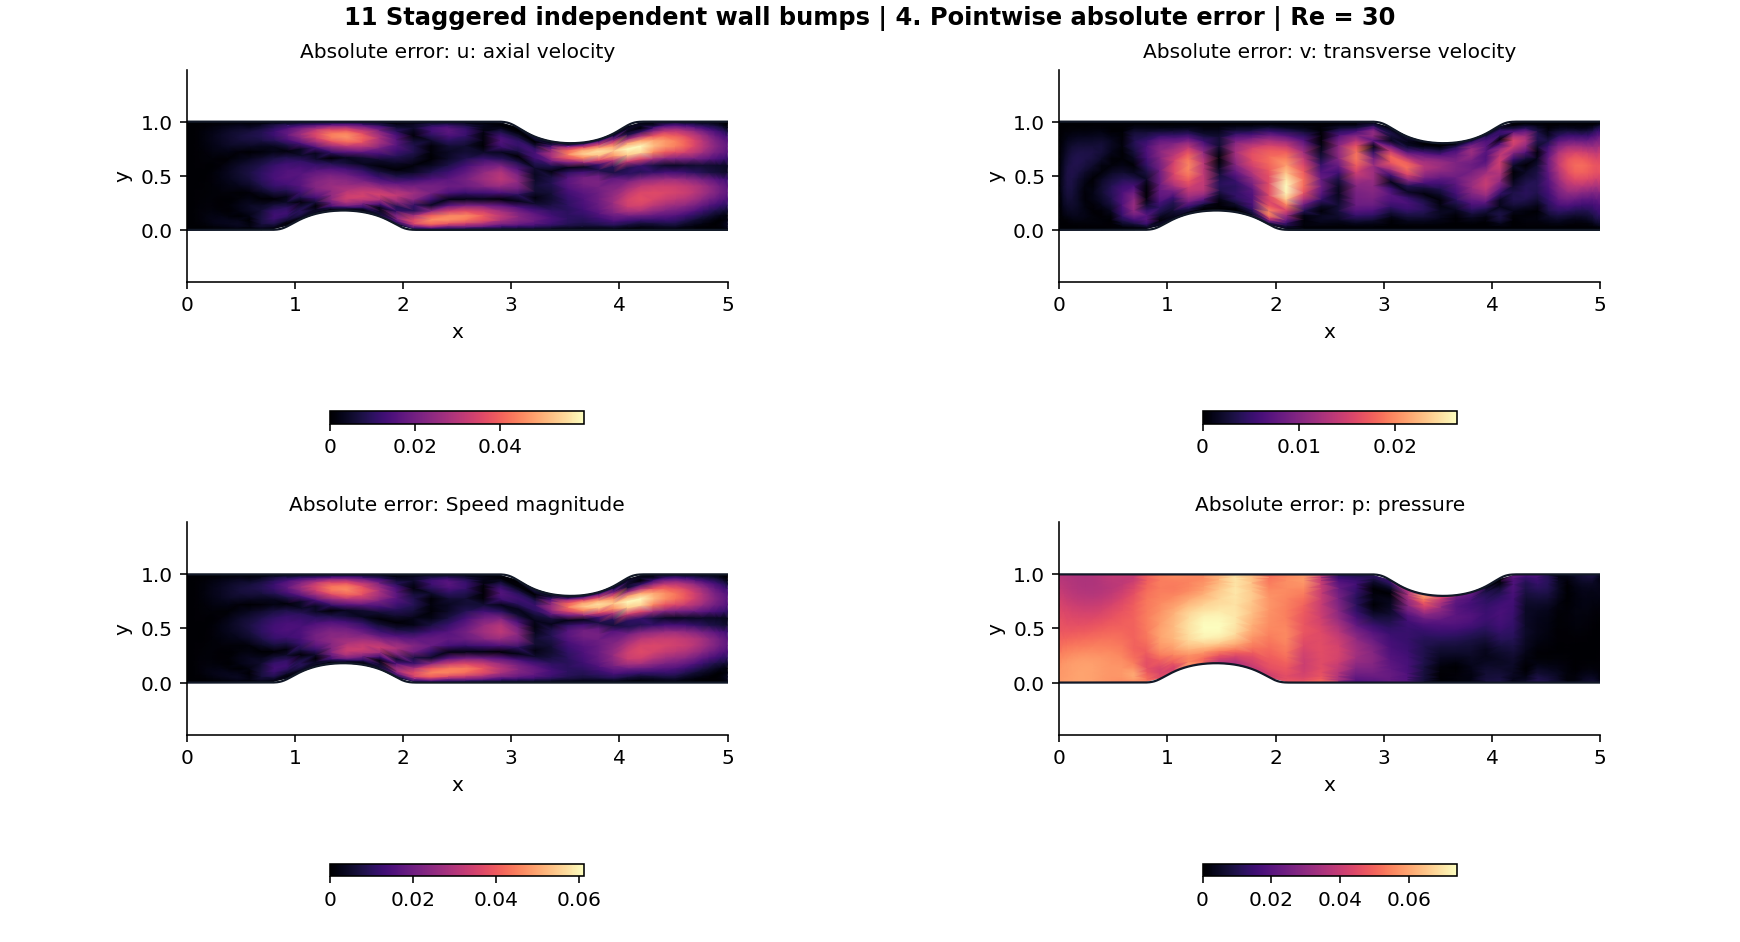 11 Staggered independent wall bumps | 4. Pointwise absolute error | Re = 30
Absolute error: u: axial velocity
1.0
0.5
0.0
y
0 1 2 3 4 5
x
0 0.02 0.04
Absolute error: v: transverse velocity
1.0
0.5
0.0
y
0 1 2 3 4 5
x
0 0.01 0.02
Absolute error: Speed magnitude
1.0
0.5
0.0
y
0 1 2 3 4 5
x
0 0.02 0.04 0.06
Absolute error: p: pressure
1.0
0.5
0.0
y
0 1 2 3 4 5
x
0 0.02 0.04 0.06